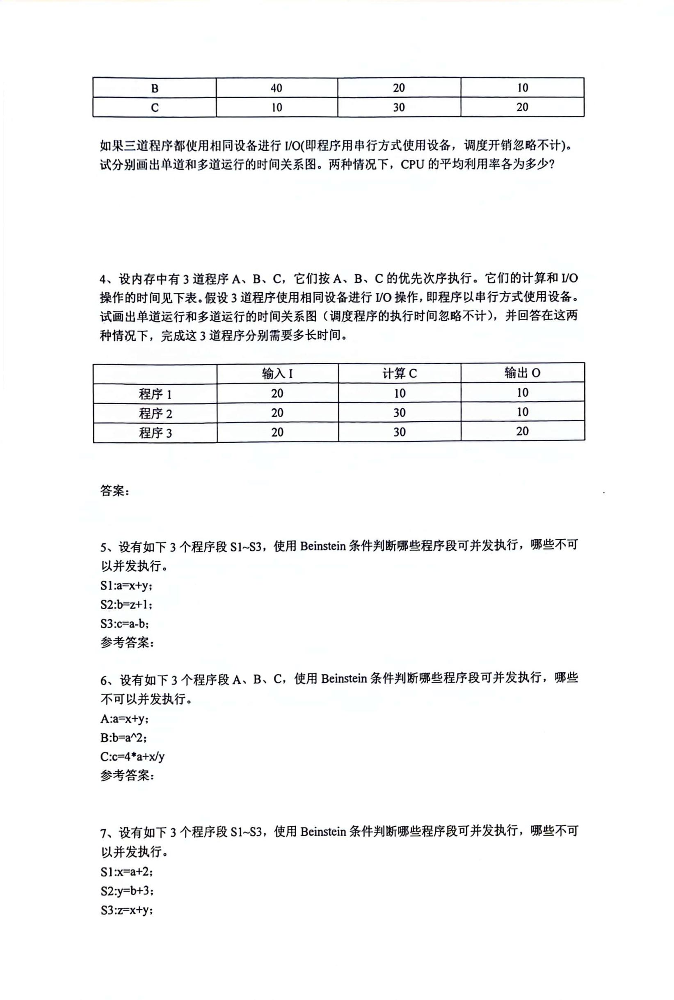 B 40 20 10
C 10 30 20
如果三道程序都使用相同设备进行 I/O(即程序用串行方式使用设备，调度开销忽略不计)。
试分别画出单道和多道运行的时间关系图。两种情况下，CPU 的平均利用率各为多少?
4、设内存中有 3 道程序 A、B、C，它们按 A、B、C 的优先次序执行。它们的计算和 I/O
操作的时间见下表。假设 3 道程序使用相同设备进行 I/O 操作，即程序以串行方式使用设备。
试画出单道运行和多道运行的时间关系图（调度程序的执行时间忽略不计），并回答在这两
种情况下，完成这 3 道程序分别需要多长时间。
输入 I 计算 C 输出 O
程序 1 20 10 10
程序 2 20 30 10
程序 3 20 30 20
答案：
5、设有如下 3 个程序段 S1~S3，使用 Beinstein 条件判断哪些程序段可并发执行，哪些不可
以并发执行。
S1:a=x+y；
S2:b=z+1；
S3:c=a-b；
参考答案：
6、设有如下 3 个程序段 A、B、C，使用 Beinstein 条件判断哪些程序段可并发执行，哪些
不可以并发执行。
A:a=x+y；
B:b=a^2；
C:c=4*a+x/y
参考答案：
7、设有如下 3 个程序段 S1~S3，使用 Beinstein 条件判断哪些程序段可并发执行，哪些不可
以并发执行。
S1:x=a+2；
S2:y=b+3；
S3:z=x+y；